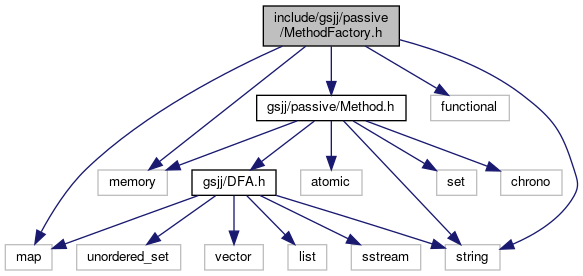 include/gsjj/passive
/MethodFactory.h
gsjj/passive/Method.h
functional
memory
gsjj/DFA.h
atomic
set
chrono
map
unordered_set
vector
list
sstream
string